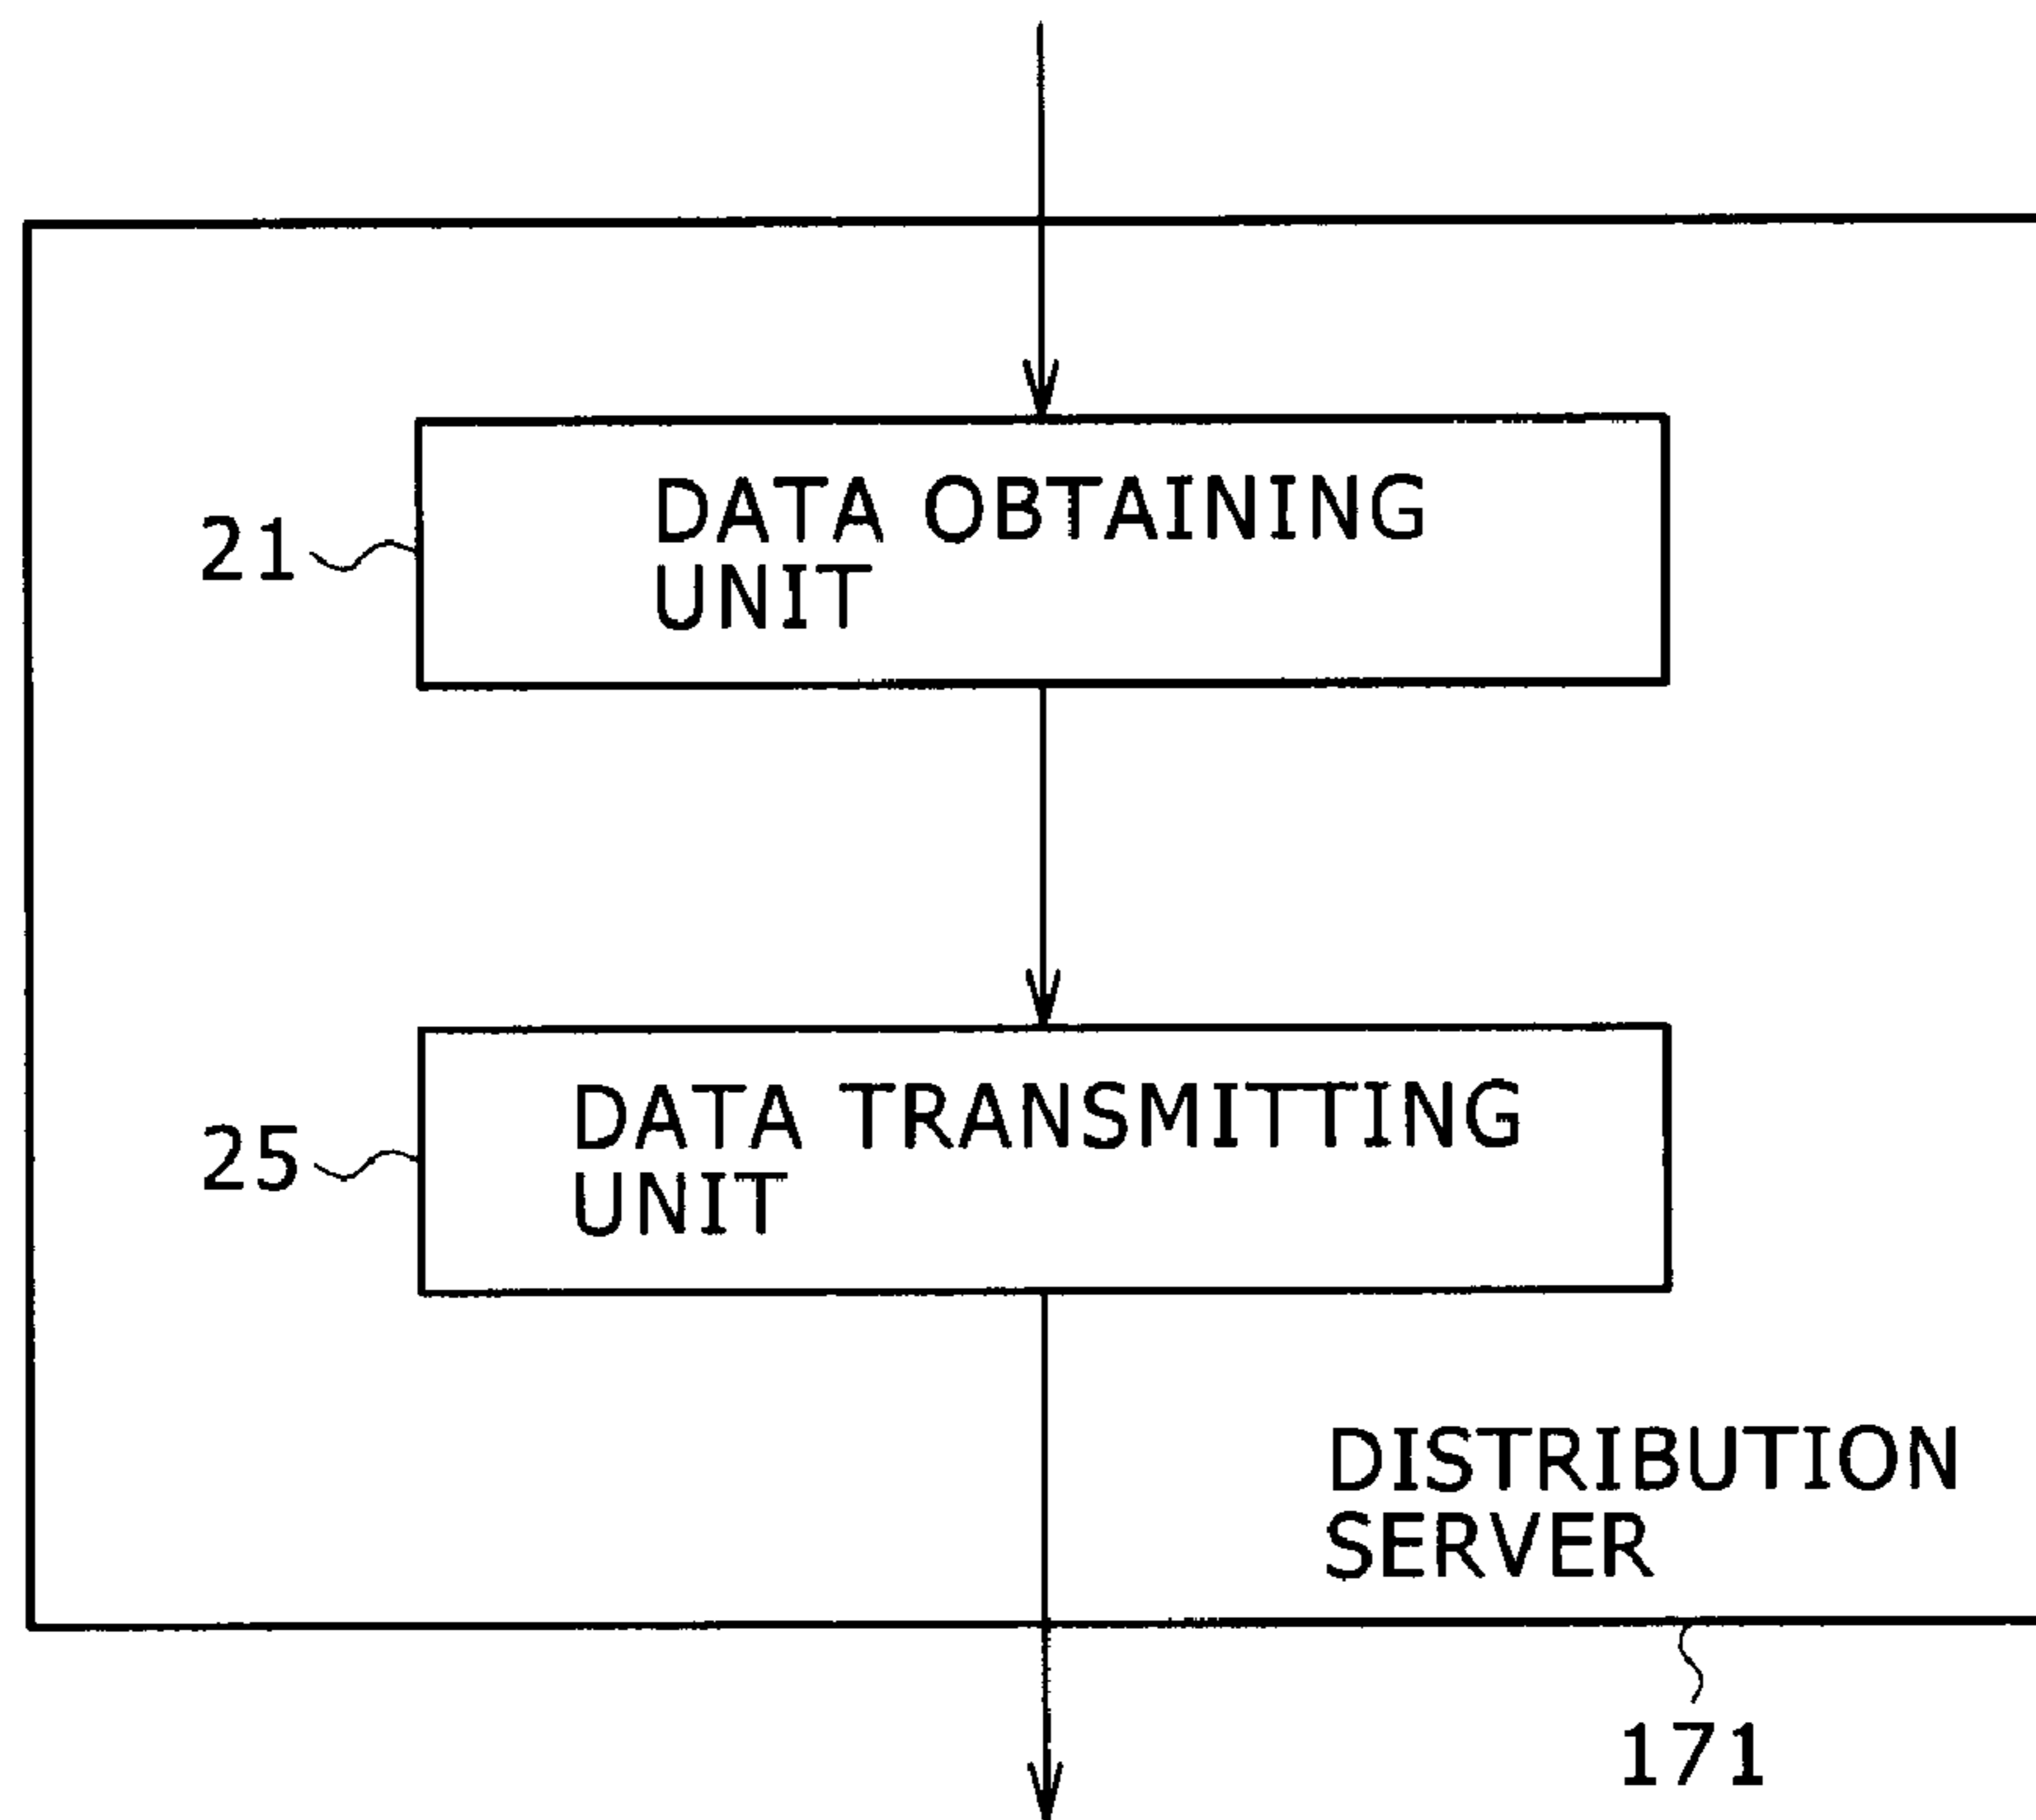 DATA OBTAINING
UNIT
21
DATA TRANSMITTING
UNIT
25
DISTRIBUTION
SERVER
171